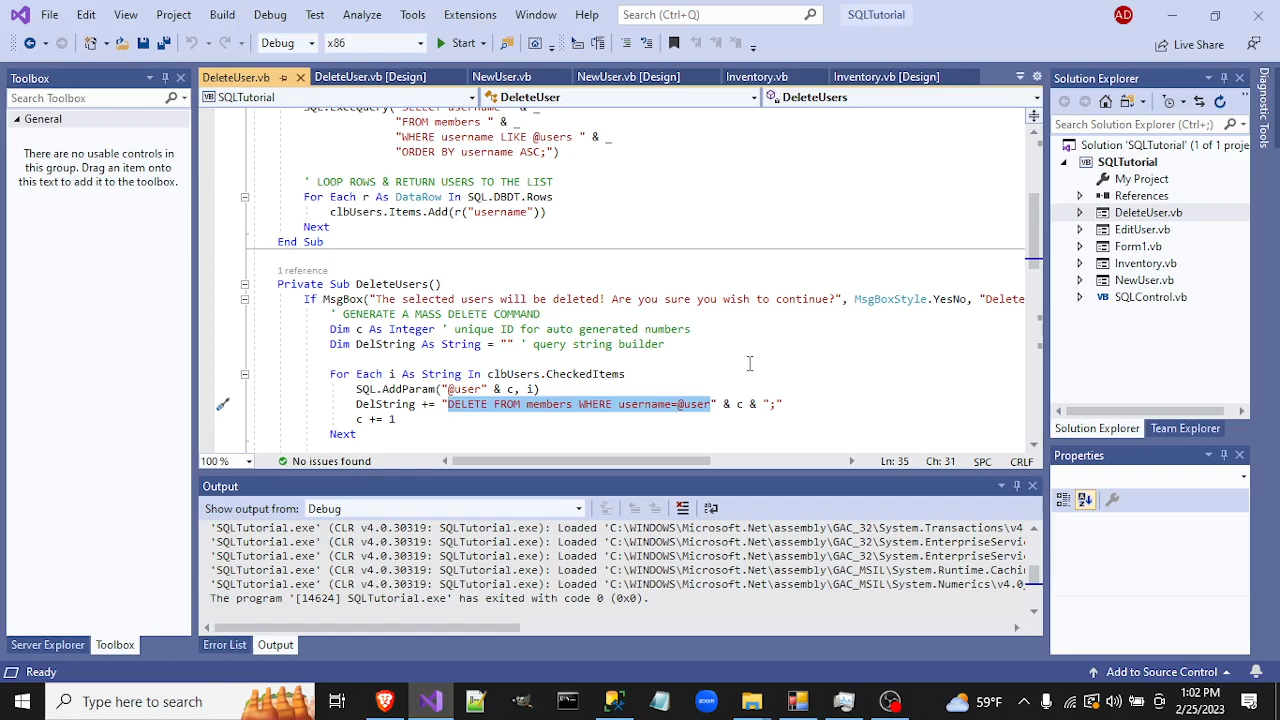 File Edit View Project Build Debug Test Analyze Tools Extensions Window Help Search (Ctrl+Q) SQLTutorial AD
Debug x86 Start Live Share
Toolbox
Search Toolbox
General
There are no usable controls in
this group. Drag an item onto
this text to add it to the toolbox.
Server Explorer Toolbox
DeleteUser.vb DeleteUser.vb [Design] NewUser.vb NewUser.vb [Design] Inventory.vb Inventory.vb [Design]
SQLTutorial DeleteUser DeleteUsers
SQL.ExecQuery("SELECT username " & _
"FROM members " & _
"WHERE username LIKE @users " & _
"ORDER BY username ASC;")
' LOOP ROWS & RETURN USERS TO THE LIST
For Each r As DataRow In SQL.DBDT.Rows
clbUsers.Items.Add(r("username"))
Next
End Sub
1 reference
Private Sub DeleteUsers()
If MsgBox("The selected users will be deleted! Are you sure you wish to continue?", MsgBoxStyle.YesNo, "Delete
' GENERATE A MASS DELETE COMMAND
Dim c As Integer ' unique ID for auto generated numbers
Dim DelString As String = "" ' query string builder
For Each i As String In clbUsers.CheckedItems
SQL.AddParam("@user" & c, i)
DelString += "DELETE FROM members WHERE username=@user" & c & ";"
c += 1
Next
100 % No issues found Ln: 35 Ch: 31 SPC CRLF
Output
Show output from: Debug
'SQLTutorial.exe' (CLR v4.0.30319: SQLTutorial.exe): Loaded 'C:\WINDOWS\Microsoft.Net\assembly\GAC_32\System.Transactions\v4
'SQLTutorial.exe' (CLR v4.0.30319: SQLTutorial.exe): Loaded 'C:\WINDOWS\Microsoft.Net\assembly\GAC_32\System.EnterpriseServic
'SQLTutorial.exe' (CLR v4.0.30319: SQLTutorial.exe): Loaded 'C:\WINDOWS\Microsoft.Net\assembly\GAC_32\System.EnterpriseServic
'SQLTutorial.exe' (CLR v4.0.30319: SQLTutorial.exe): Loaded 'C:\WINDOWS\Microsoft.Net\assembly\GAC_MSIL\System.Runtime.Cachin
'SQLTutorial.exe' (CLR v4.0.30319: SQLTutorial.exe): Loaded 'C:\WINDOWS\Microsoft.Net\assembly\GAC_MSIL\System.Numerics\v4.0
The program '[14624] SQLTutorial.exe' has exited with code 0 (0x0).
Error List Output
Solution Explorer
Search Solution Explorer (Ctrl+;)
Solution 'SQLTutorial' (1 of 1 proje
SQLTutorial
My Project
References
DeleteUser.vb
EditUser.vb
Form1.vb
Inventory.vb
NewUser.vb
SQLControl.vb
Solution Explorer Team Explorer
Properties
Diagnostic Tools
Ready Add to Source Control
Type here to search 59°F 1:02 PM
2/25/2023